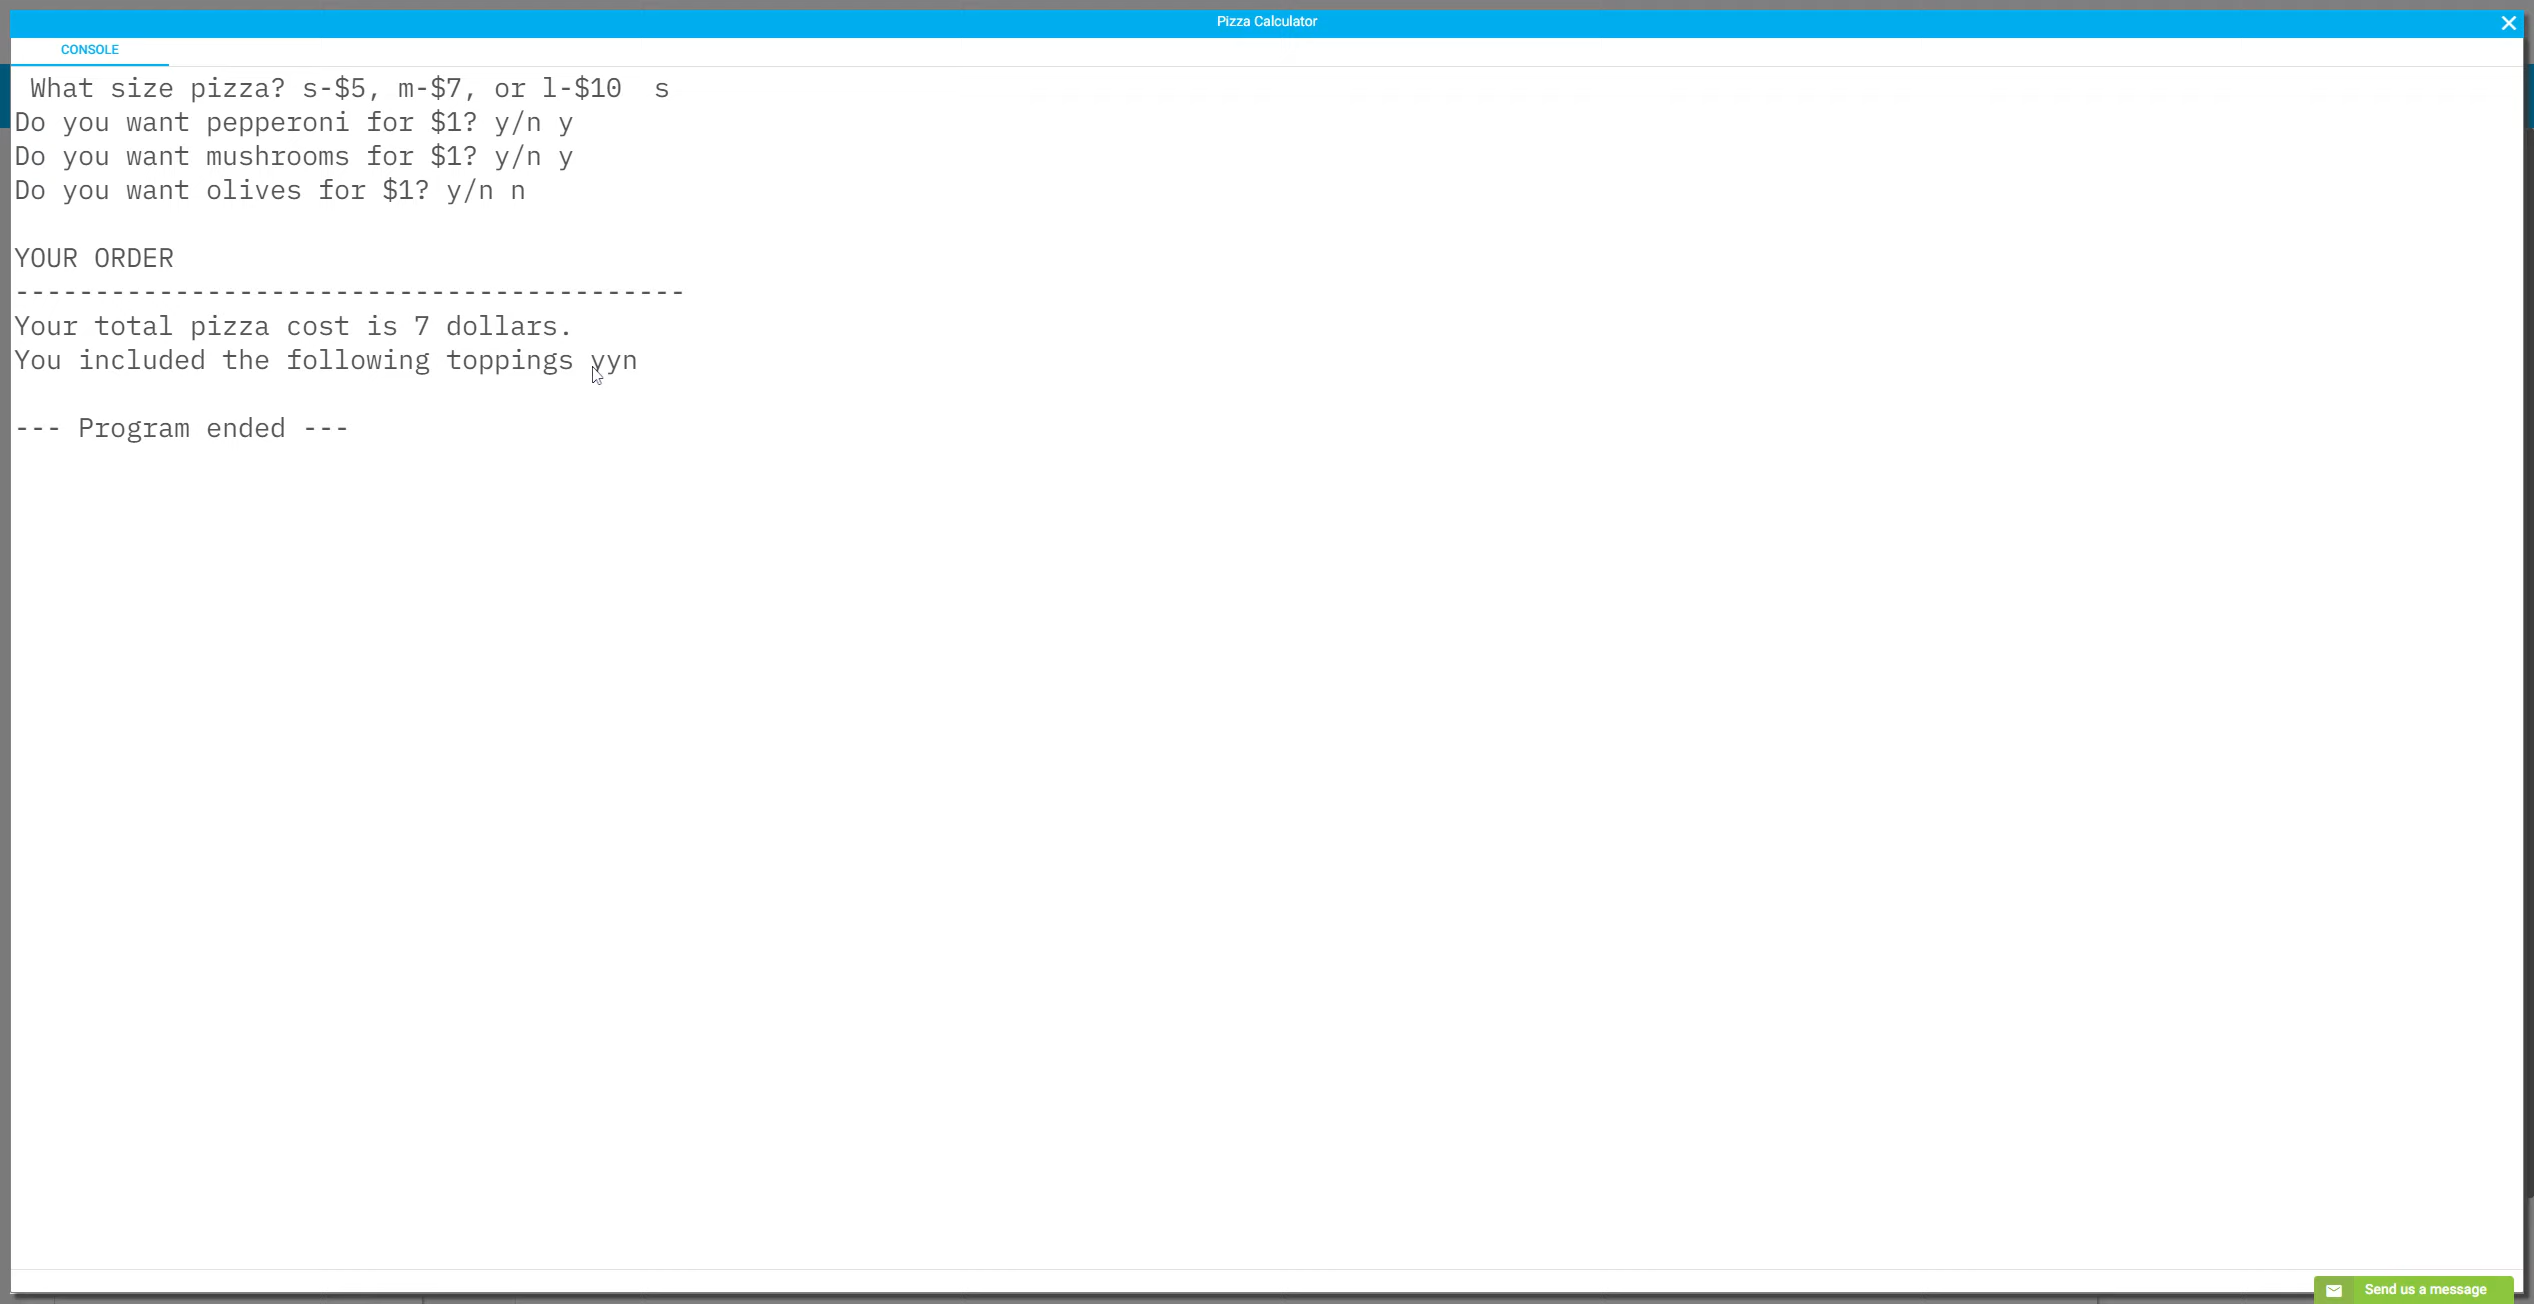 Pizza Calculator
CONSOLE
What size pizza? s-$5, m-$7, or l-$10  s
Do you want pepperoni for $1? y/n y
Do you want mushrooms for $1? y/n y
Do you want olives for $1? y/n n
YOUR ORDER
------------------------------------------
Your total pizza cost is 7 dollars.
You included the following toppings yyn
--- Program ended ---
Send us a message